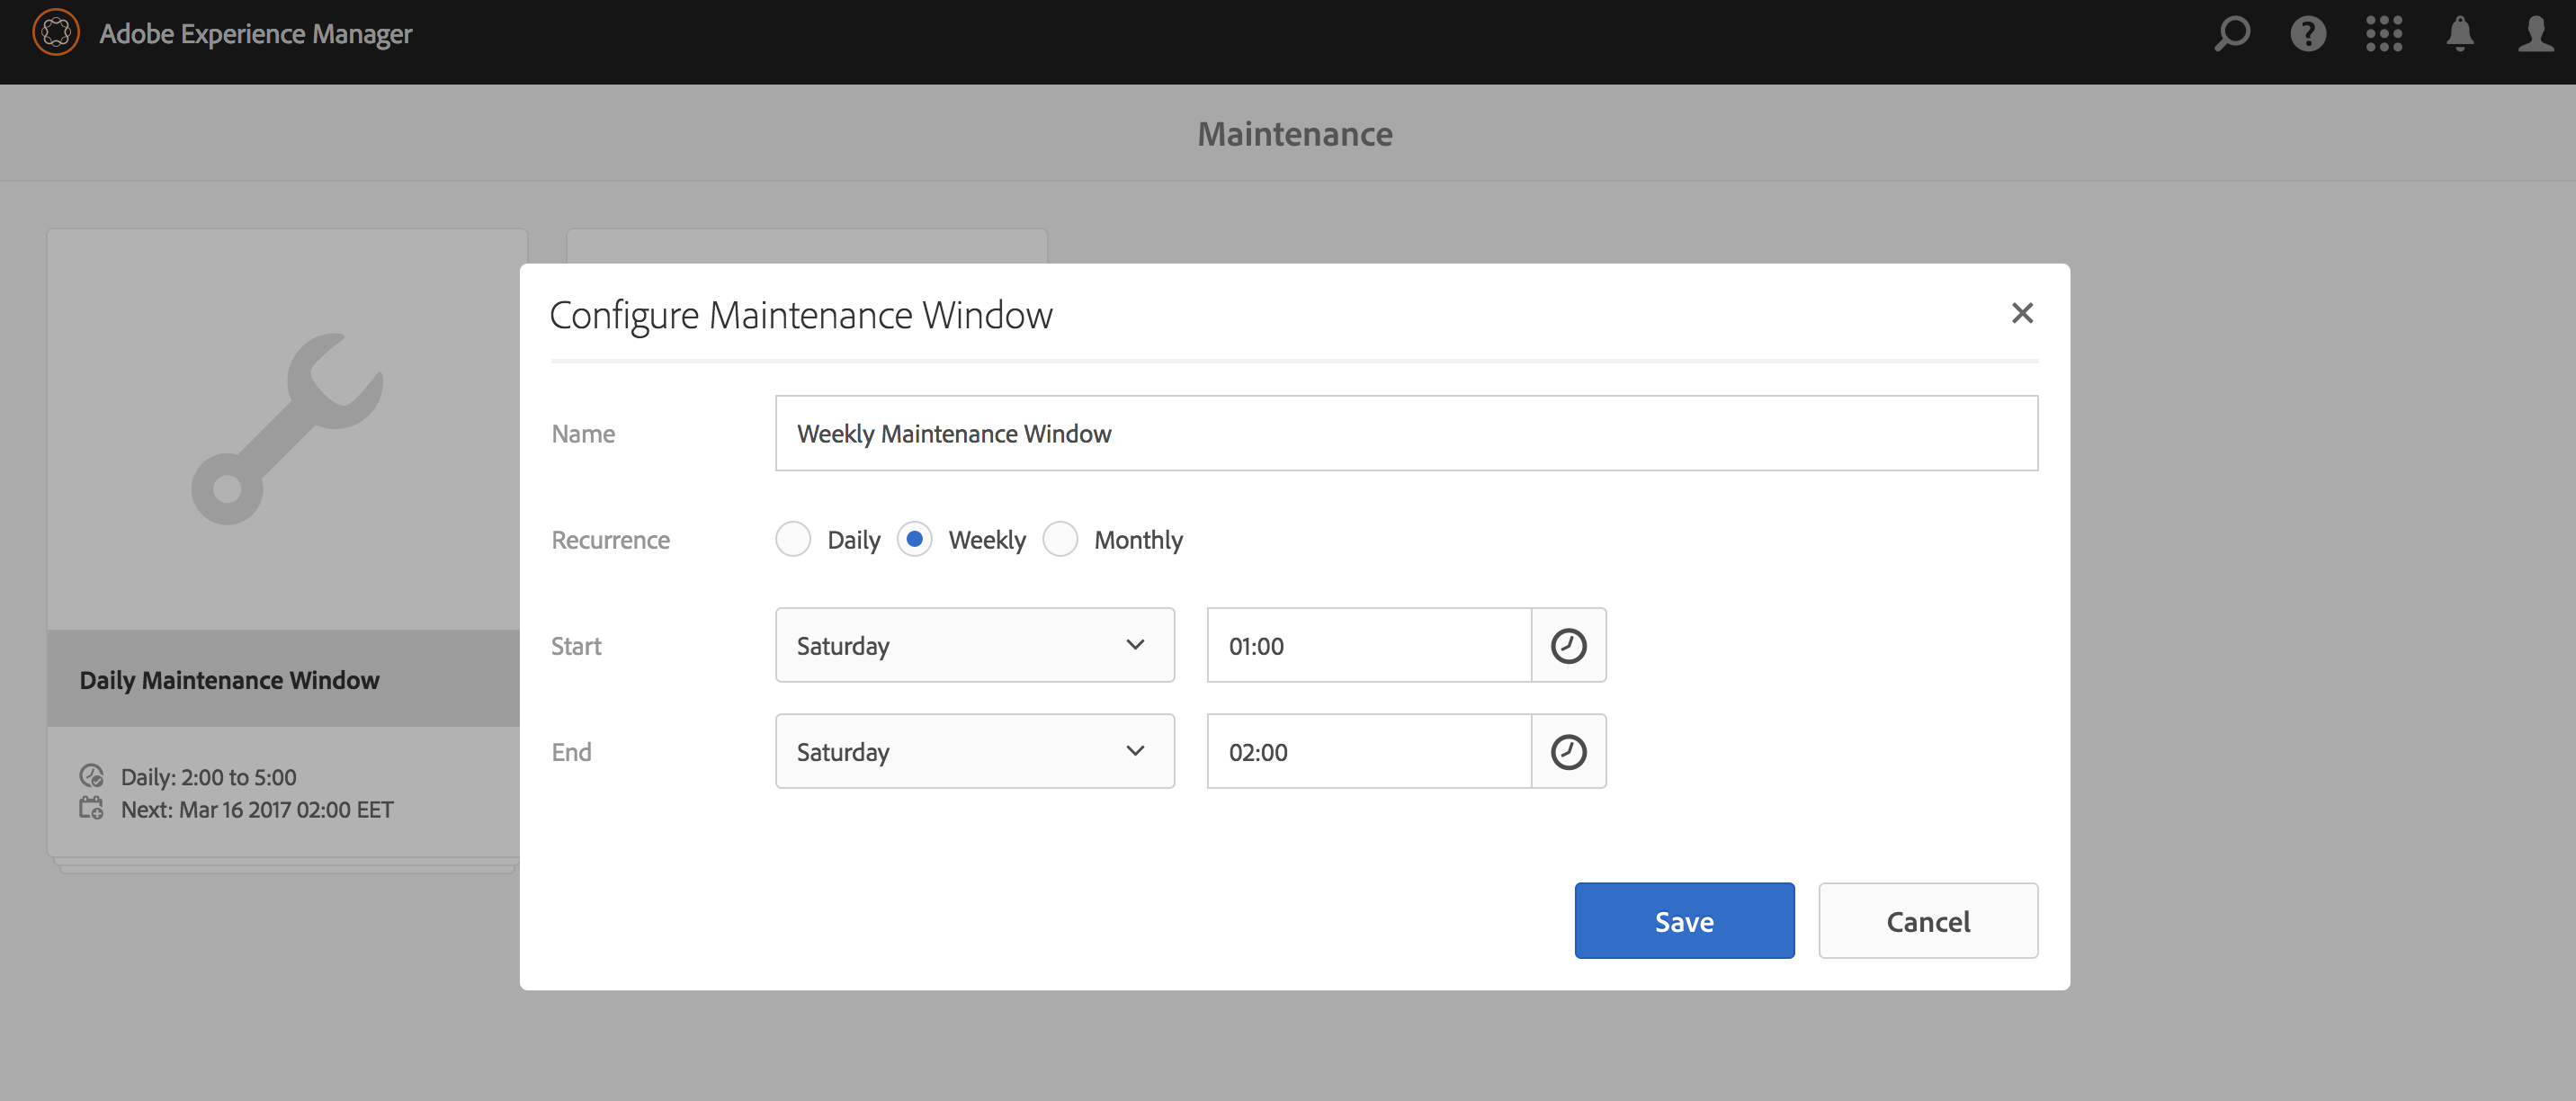 Adobe Experience Manager
?
Maintenance
Configure Maintenance Window
Name
Weekly Maintenance Window
Recurrence
Daily
Weekly
Monthly
Start
Saturday
01:00
End
Saturday
02:00
Save
Cancel
Daily Maintenance Window
Daily: 2:00 to 5:00
Next: Mar 16 2017 02:00 EET